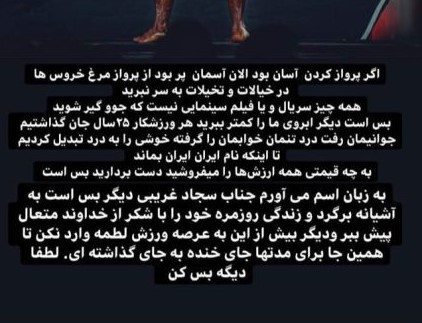 اگر پرواز کردن آسان بود الان آسمان پر بود از پرواز مرغ خروس ها
در خیالات و تخیلات به سر نبرید
همه چیز سریال و یا فیلم سینمایی نیست که جوو گیر شوید
بس است دیگر ابروی ما را کمتر ببرید هر ورزشکار ۲۵سال جان گذاشتیم
جوانیمان رفت درد تنمان خوابمان را گرفته خوشی را به درد تبدیل کردیم
تا اینکه نام ایران ایران بماند
به چه قیمتی همه ارزش‌ها را میفروشید دست بردارید بس است
به زبان اسم می آورم جناب سجاد غریبی دیگر بس است به
آشیانه برگرد و زندگی روزمره خود را با شکر از خداوند متعال
پیش ببر ودیگر بیش از این به عرصه ورزش لطمه وارد نکن تا
همین جا برای مدتها جای خنده به جای گذاشته ای. لطفا
دیگه بس کن